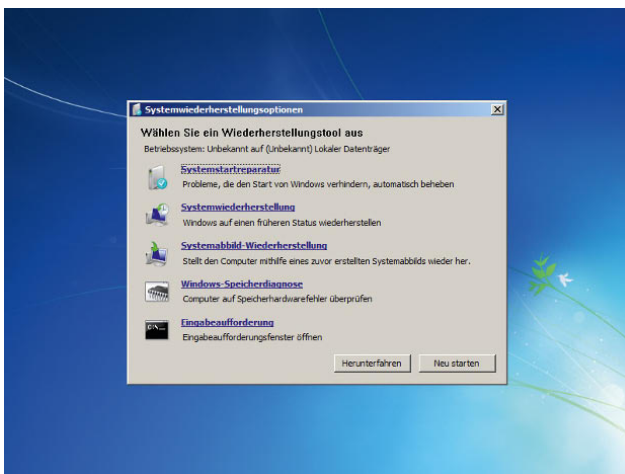 Systemwiederherstellungsoptionen
Wählen Sie ein Wiederherstellungstool aus
Betriebssystem: Unbekannt auf (Unbekannt) Lokaler Datenträger
Systemstartreparatur
Probleme, die den Start von Windows verhindern, automatisch beheben
Systemwiederherstellung
Windows auf einen früheren Status wiederherstellen
Systemabbild-Wiederherstellung
Stellt den Computer mithilfe eines zuvor erstellten Systemabbilds wieder her.
Windows-Speicherdiagnose
Computer auf Speicherhardwarefehler überprüfen
Eingabeaufforderung
Eingabeaufforderungsfenster öffnen
Herunterfahren Neu starten